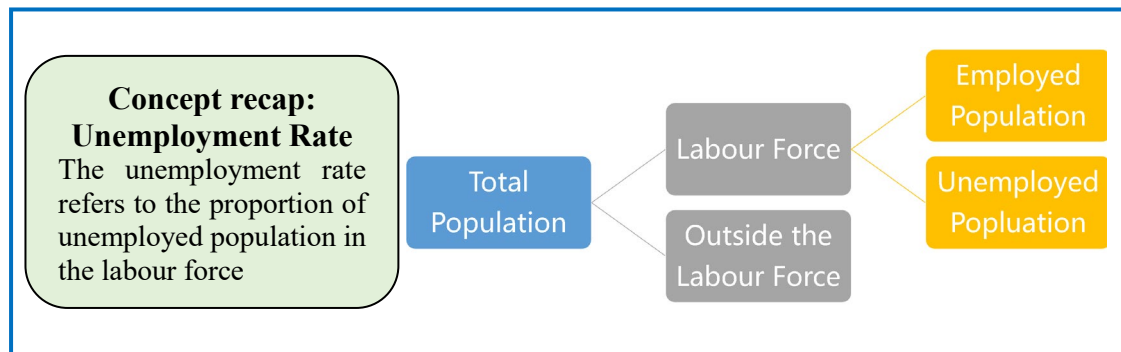 Concept recap:
Unemployment Rate
The unemployment rate
refers to the proportion of
unemployed population in
the labour force
Total
Population
Labour Force
Outside the
Labour Force
Employed
Population
Unemployed
Popluation